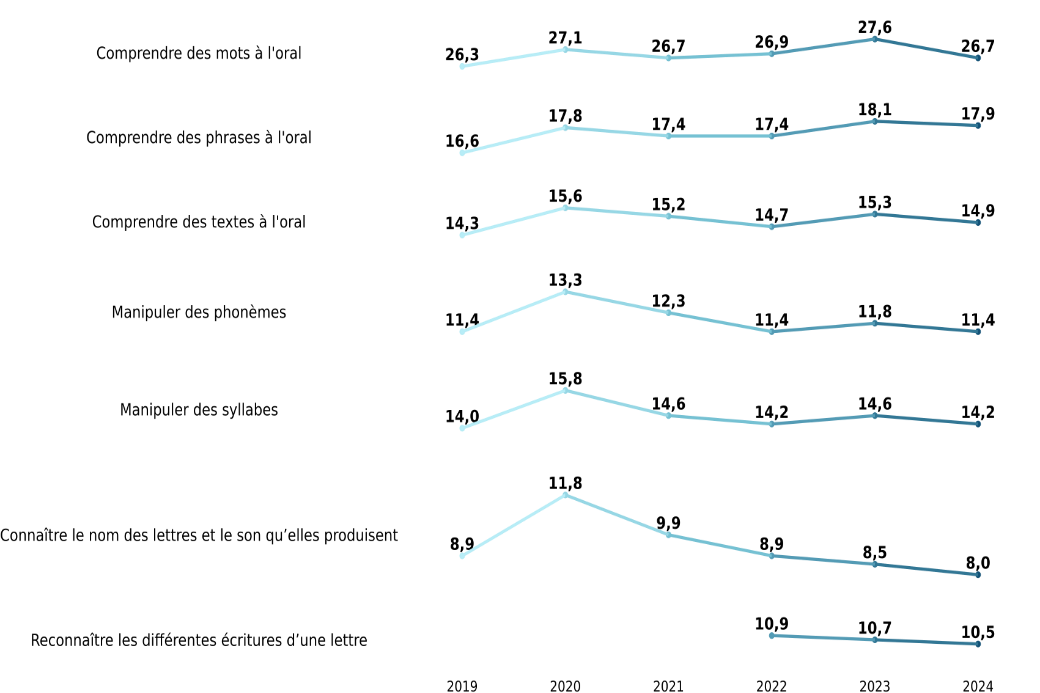 Comprendre des mots à l'oral
26,3 27,1 26,7 26,9 27,6 26,7
Comprendre des phrases à l'oral
16,6 17,8 17,4 17,4 18,1 17,9
Comprendre des textes à l'oral
14,3 15,6 15,2 14,7 15,3 14,9
Manipuler des phonèmes
11,4 13,3 12,3 11,4 11,8 11,4
Manipuler des syllabes
14,0 15,8 14,6 14,2 14,6 14,2
Connaître le nom des lettres et le son qu’elles produisent
8,9 11,8 9,9 8,9 8,5 8,0
Reconnaître les différentes écritures d’une lettre
10,9 10,7 10,5
2019 2020 2021 2022 2023 2024